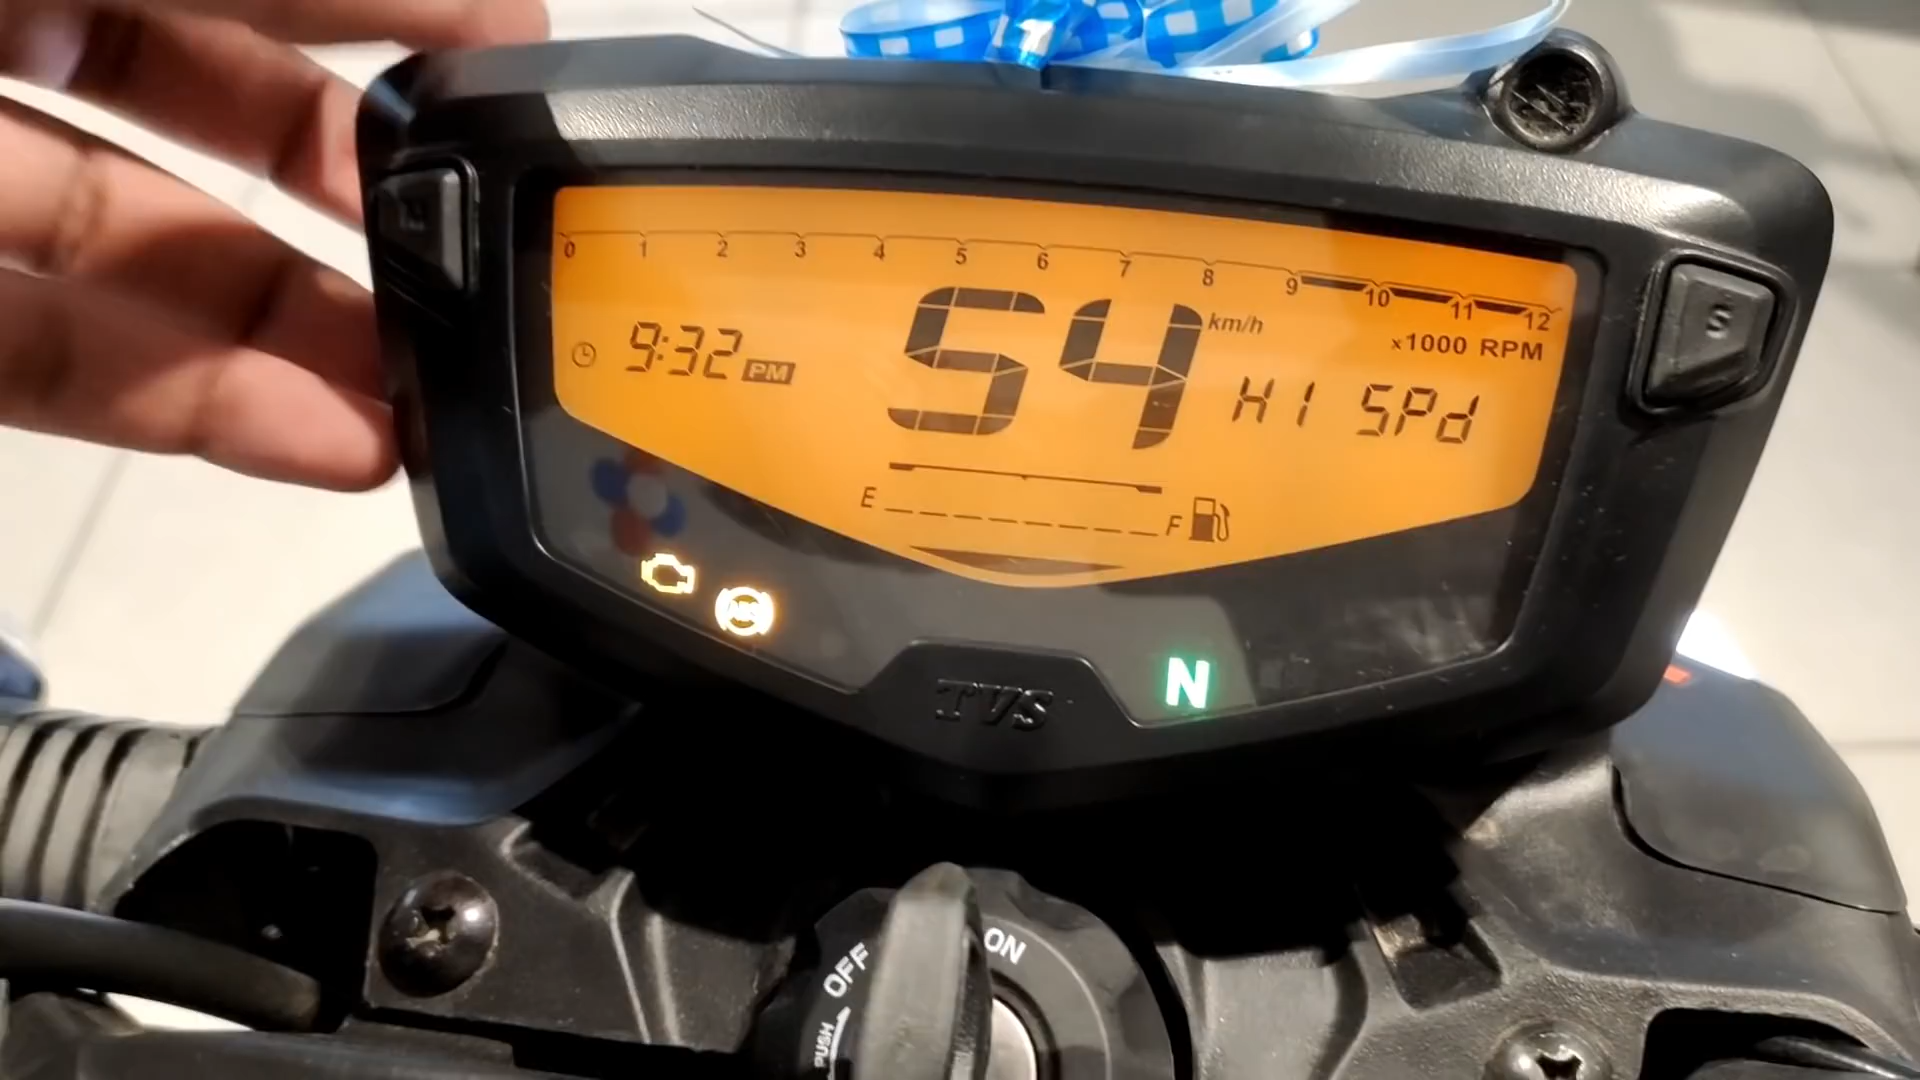 0 1 2 3 4 5 6 7 8 9 10 11 12
x1000 RPM
9:32 PM
54 km/h
HI SPd
E F
ABS
N
TVS
S
OFF
ON
PUSH